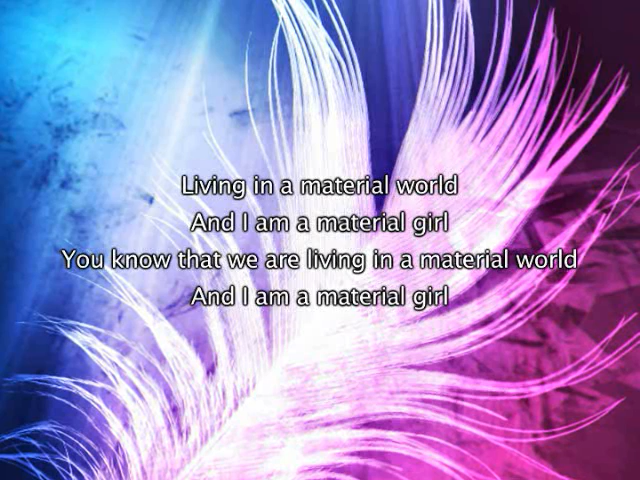 Living in a material world
And I am a material girl
You know that we are living in a material world
And I am a material girl